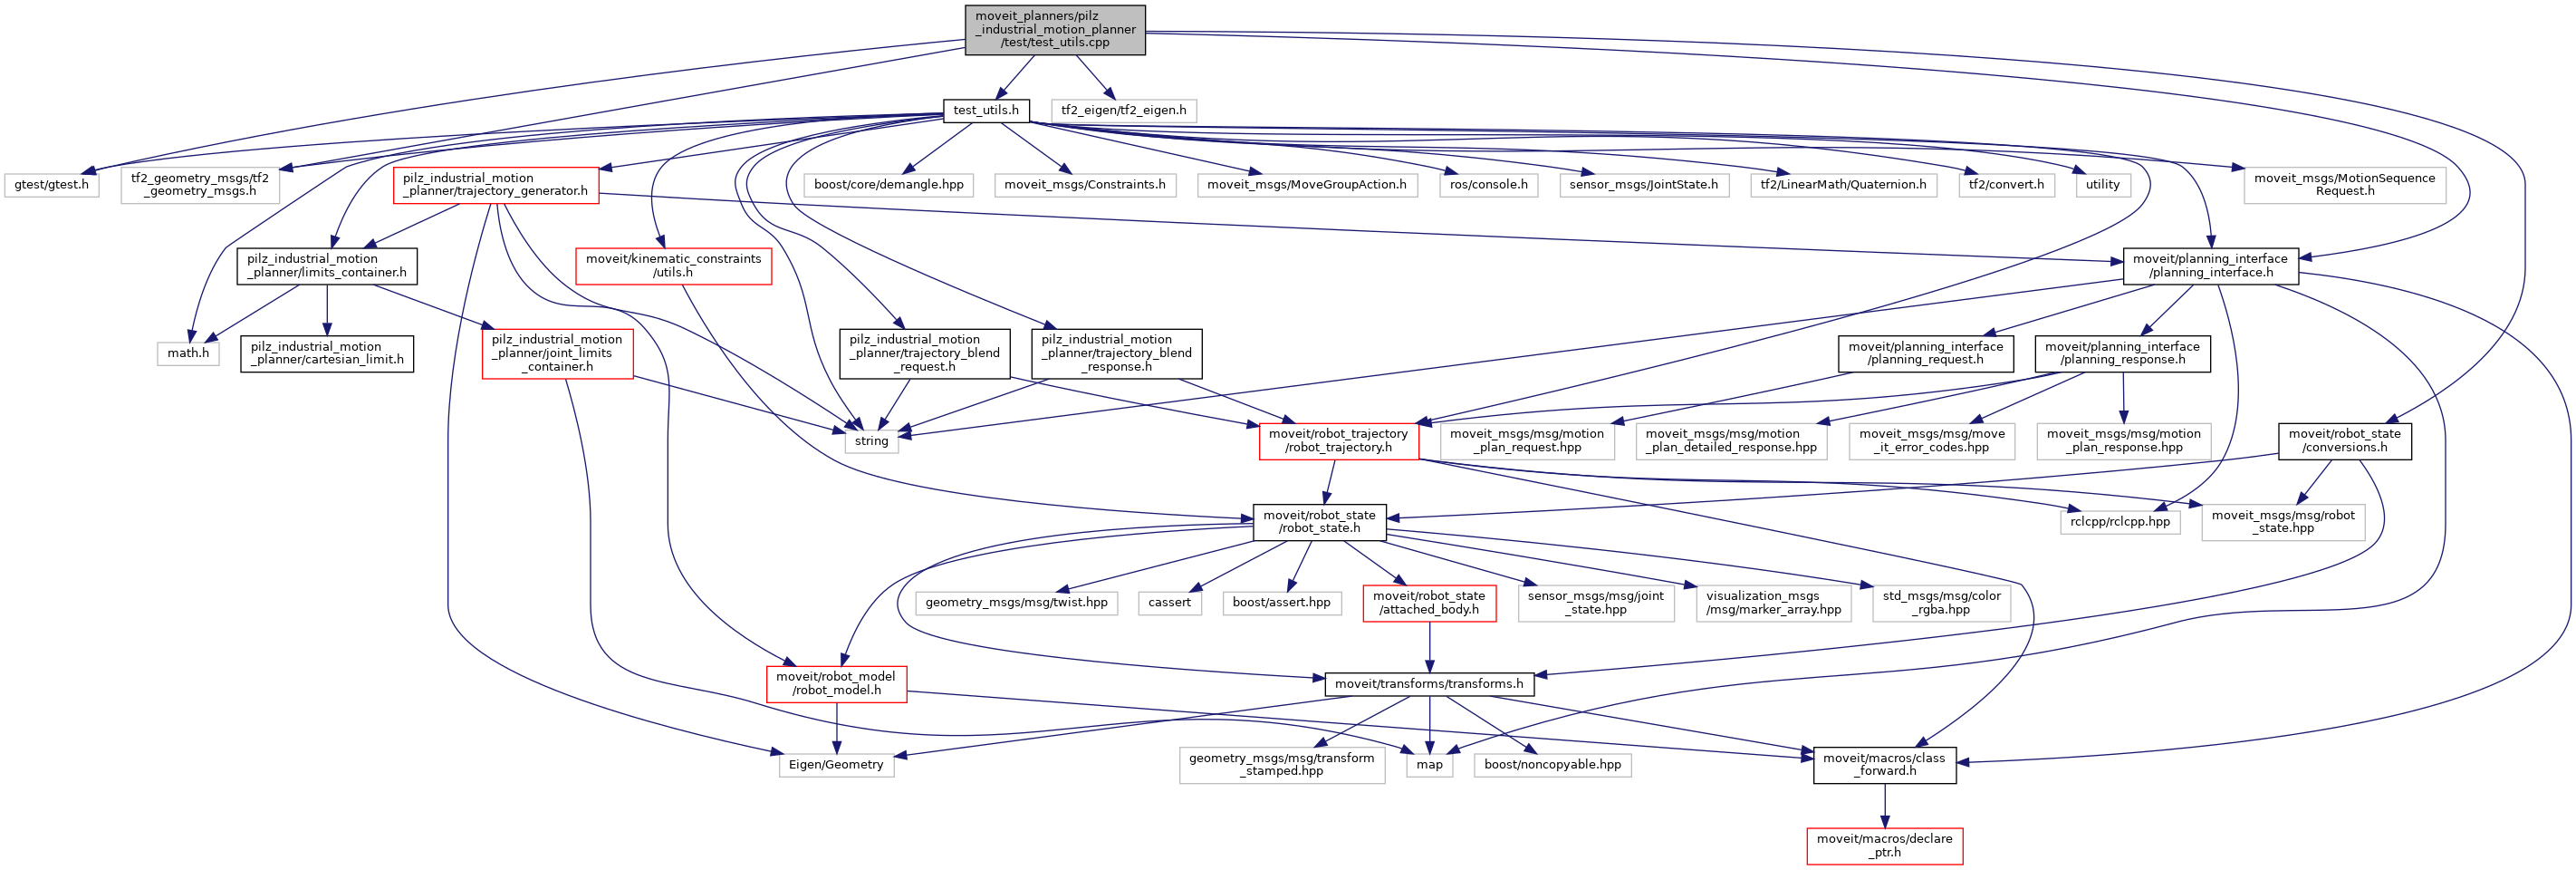 moveit_planners/pilz
_industrial_motion_planner
/test/test_utils.cpp
test_utils.h
tf2_eigen/tf2_eigen.h
gtest/gtest.h
tf2_geometry_msgs/tf2
_geometry_msgs.h
pilz_industrial_motion
_planner/trajectory_generator.h
boost/core/demangle.hpp
moveit_msgs/Constraints.h
moveit_msgs/MoveGroupAction.h
ros/console.h
sensor_msgs/JointState.h
tf2/LinearMath/Quaternion.h
tf2/convert.h
utility
moveit_msgs/MotionSequence
Request.h
pilz_industrial_motion
_planner/limits_container.h
moveit/kinematic_constraints
/utils.h
moveit/planning_interface
/planning_interface.h
math.h
pilz_industrial_motion
_planner/cartesian_limit.h
pilz_industrial_motion
_planner/joint_limits
_container.h
pilz_industrial_motion
_planner/trajectory_blend
_request.h
pilz_industrial_motion
_planner/trajectory_blend
_response.h
moveit/planning_interface
/planning_request.h
moveit/planning_interface
/planning_response.h
string
moveit/robot_trajectory
/robot_trajectory.h
moveit_msgs/msg/motion
_plan_request.hpp
moveit_msgs/msg/motion
_plan_detailed_response.hpp
moveit_msgs/msg/move
_it_error_codes.hpp
moveit_msgs/msg/motion
_plan_response.hpp
moveit/robot_state
/conversions.h
moveit/robot_state
/robot_state.h
rclcpp/rclcpp.hpp
moveit_msgs/msg/robot
_state.hpp
geometry_msgs/msg/twist.hpp
cassert
boost/assert.hpp
moveit/robot_state
/attached_body.h
sensor_msgs/msg/joint
_state.hpp
visualization_msgs
/msg/marker_array.hpp
std_msgs/msg/color
_rgba.hpp
moveit/robot_model
/robot_model.h
moveit/transforms/transforms.h
Eigen/Geometry
geometry_msgs/msg/transform
_stamped.hpp
map
boost/noncopyable.hpp
moveit/macros/class
_forward.h
moveit/macros/declare
_ptr.h